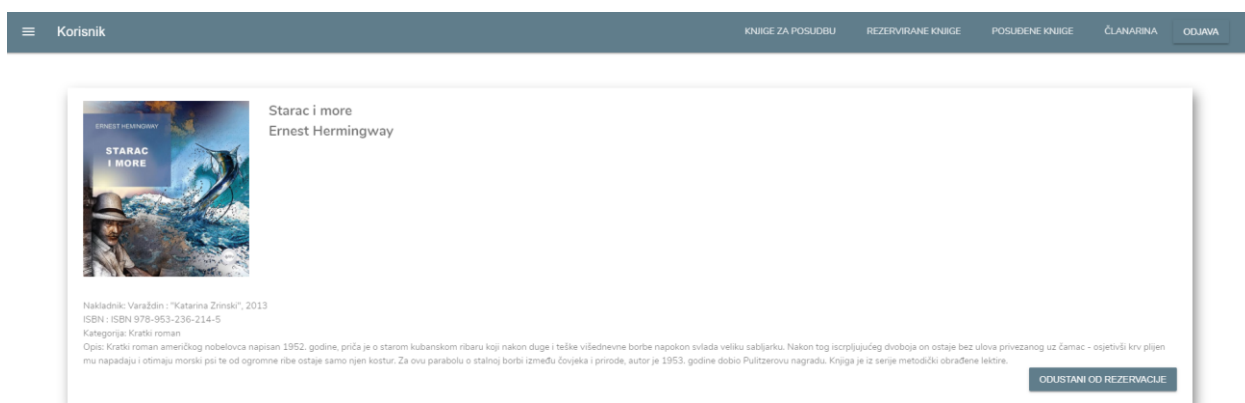 Korisnik
KNJIGE ZA POSUDBU
REZERVIRANE KNJIGE
POSUĐENE KNJIGE
ČLANARINA
ODJAVA
ERNEST HEMINGWAY
STARAC
I MORE
Starac i more
Ernest Hermingway
Nakladnik: Varaždin : "Katarina Zrinski", 2013
ISBN : ISBN 978-953-236-214-5
Kategorija: Kratki roman
Opis: Kratki roman američkog nobelovca napisan 1952. godine, priča je o starom kubanskom ribaru koji nakon duge i teške višednevne borbe napokon svlada veliku sabljarku. Nakon tog iscrpljujućeg dvoboja on ostaje bez ulova privezanog uz čamac - osjetivši krv plijen
mu napadaju i otimaju morski psi te od ogromne ribe ostaje samo njen kostur. Za ovu parabolu o stalnoj borbi između čovjeka i prirode, autor je 1953. godine dobio Pulitzerovu nagradu. Knjiga je iz serije metodički obrađene lektire.
ODUSTANI OD REZERVACIJE